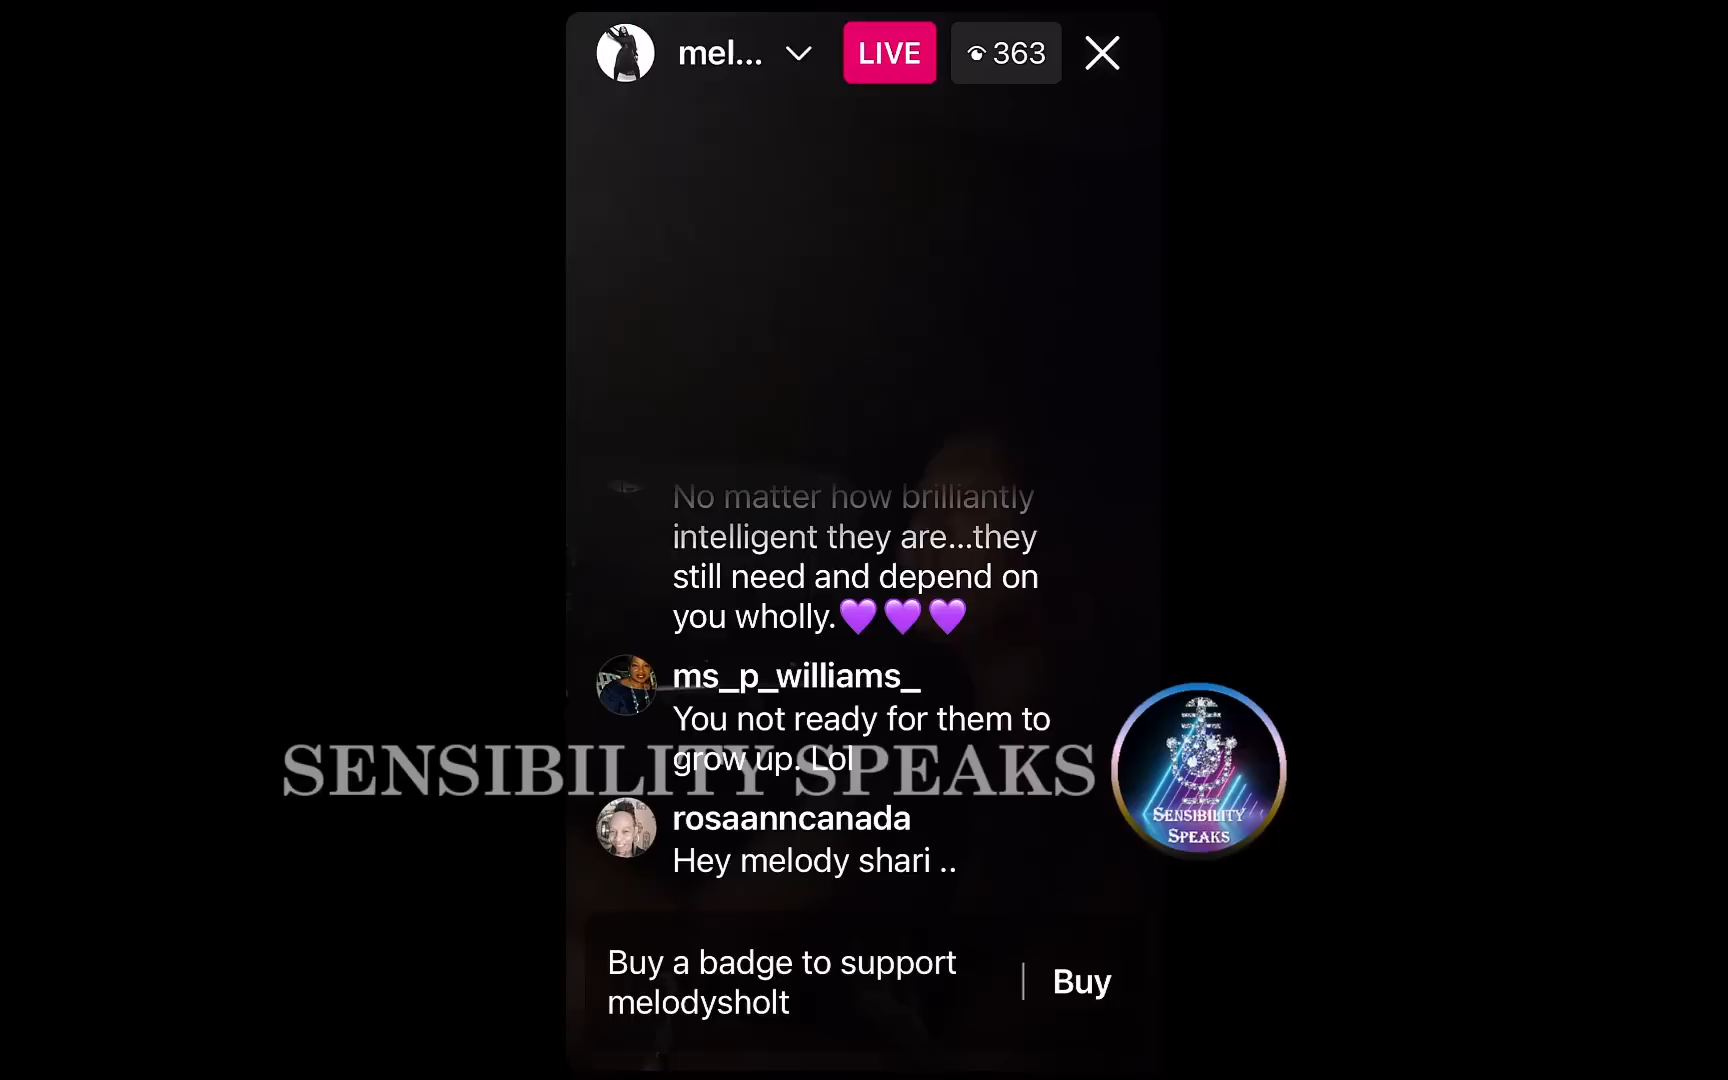 mel...
LIVE
363
No matter how brilliantly
intelligent they are...they
still need and depend on
you wholly.💜💜💜
ms_p_williams_
You not ready for them to
grow up. Lol
SENSIBILITY SPEAKS
SENSIBILITY
SPEAKS
rosaanncanada
Hey melody shari ..
Buy a badge to support
melodysholt
Buy